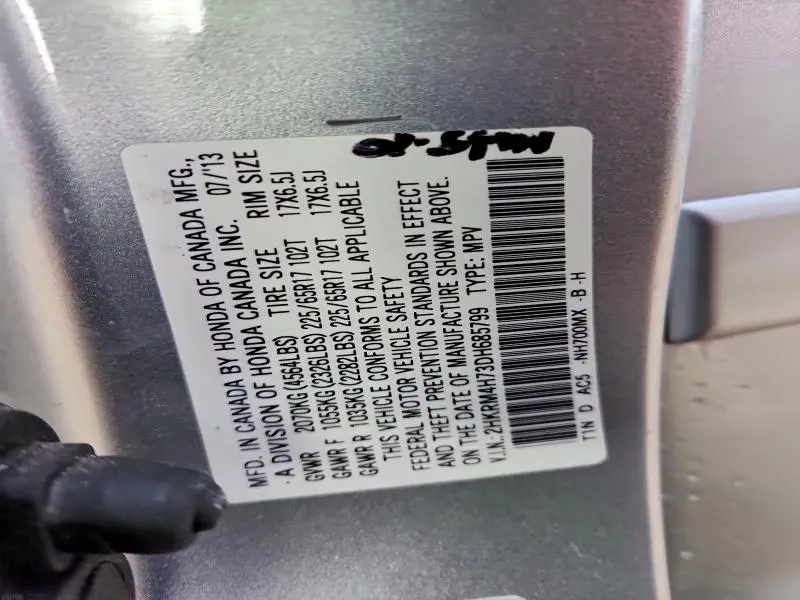 MFD. IN CANADA BY HONDA OF CANADA MFG.,
- A DIVISION OF HONDA CANADA INC. 07/'13
TIRE SIZE RIM SIZE
GVWR 2070KG (4564LBS)
GAWR F 1055KG (2326LBS) 225/65R17 102T 17X6.5J
GAWR R 1035KG (2282LBS) 225/65R17 102T 17X6.5J
THIS VEHICLE CONFORMS TO ALL APPLICABLE
FEDERAL MOTOR VEHICLE SAFETY
AND THEFT PREVENTION STANDARDS IN EFFECT
ON THE DATE OF MANUFACTURE SHOWN ABOVE.
V.I.N.: 2HKRM4H73DH685799 TYPE: MPV
TIN D AC5 -NH700MX -B -H